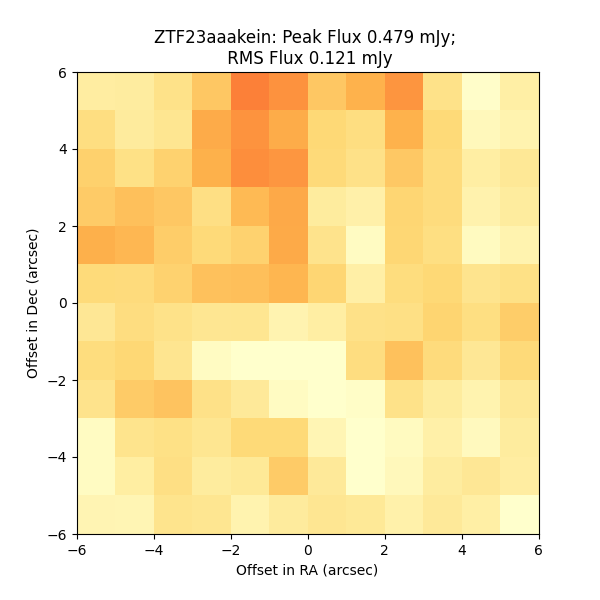 ZTF23aaakein: Peak Flux 0.479 mJy;
RMS Flux 0.121 mJy
6
4
2
0
−2
−4
−6
Offset in Dec (arcsec)
−6 −4 −2 0 2 4 6
Offset in RA (arcsec)